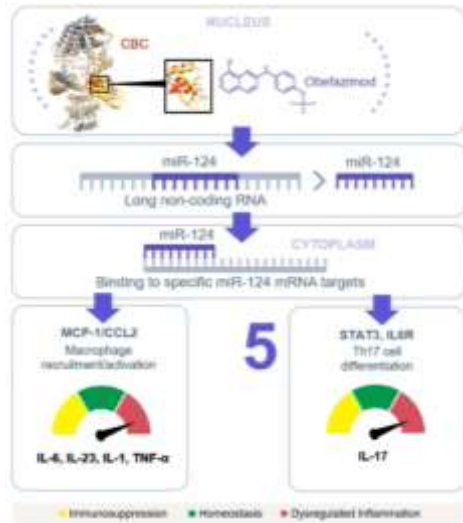 NUCLEUS
CBC
Obefazimod
miR-124
miR-124
Long non-coding RNA
miR-124
CYTOPLASM
Binding to specific miR-124 mRNA targets
MCP-1/CCL2
Macrophage
recruitment/activation
IL-6, IL-23, IL-1, TNF-α
5
STAT3, IL6R
Th17 cell
differentiation
IL-17
Immunosuppression
Homeostasis
Dysregulated Inflammation